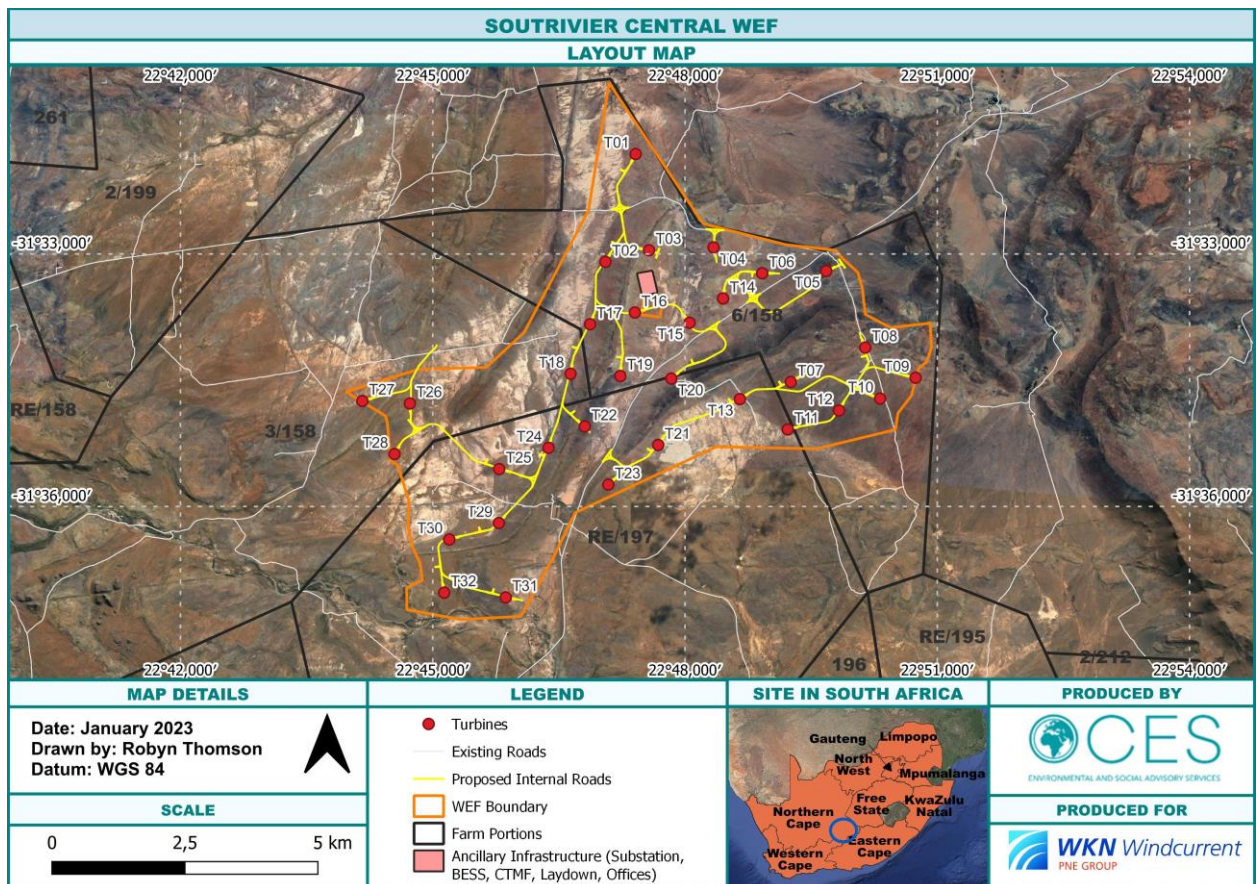 SOUTRIVIER CENTRAL WEF
LAYOUT MAP
22°42,000′ 22°45,000′ 22°48,000′ 22°51,000′ 22°54,000′
261
2/199
T01
-31°33,000′ -31°33,000′
T02 T03
T04 T06
T05
T14
T16
T17 T15 6/158
T08
T18 T19 T20 T07 T09
T10
T27 T26
T13 T12
T11
RE/158
3/158
T22
T28 T24 T21
T25
T23
-31°36,000′ -31°36,000′
T29
T30
RE/197
T32 T31
RE/195
196 2/212
22°42,000′ 22°45,000′ 22°48,000′ 22°51,000′ 22°54,000′
MAP DETAILS
Date: January 2023
Drawn by: Robyn Thomson
Datum: WGS 84
SCALE
0 2,5 5 km
LEGEND
Turbines
Existing Roads
Proposed Internal Roads
WEF Boundary
Farm Portions
Ancillary Infrastructure (Substation,
BESS, CTMF, Laydown, Offices)
SITE IN SOUTH AFRICA
Gauteng Limpopo
North
West
Mpumalanga
Free
State
KwaZulu
Natal
Northern
Cape
Eastern
Cape
Western
Cape
PRODUCED BY
CES
ENVIRONMENTAL AND SOCIAL ADVISORY SERVICES
PRODUCED FOR
WKN Windcurrent
PNE GROUP